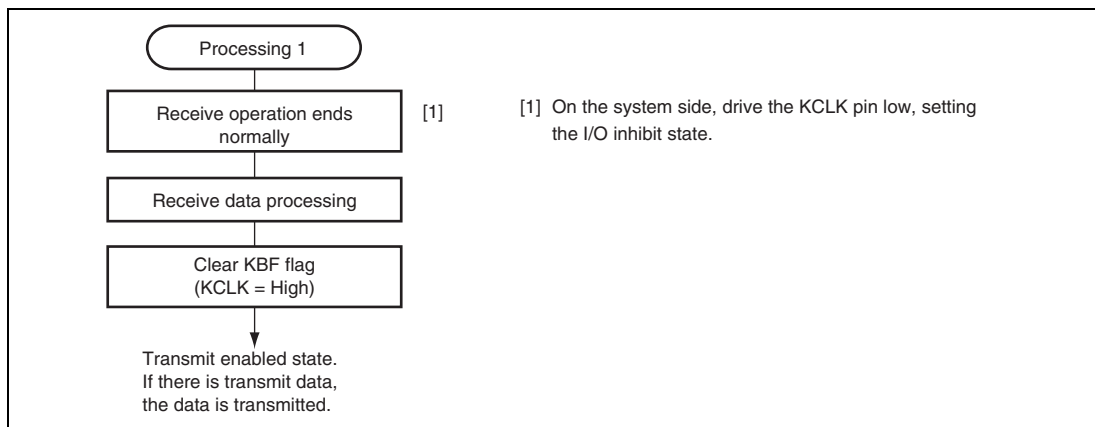 Processing 1
Receive operation ends
normally
[1]
[1] On the system side, drive the KCLK pin low, setting
the I/O inhibit state.
Receive data processing
Clear KBF flag
(KCLK = High)
Transmit enabled state.
If there is transmit data,
the data is transmitted.